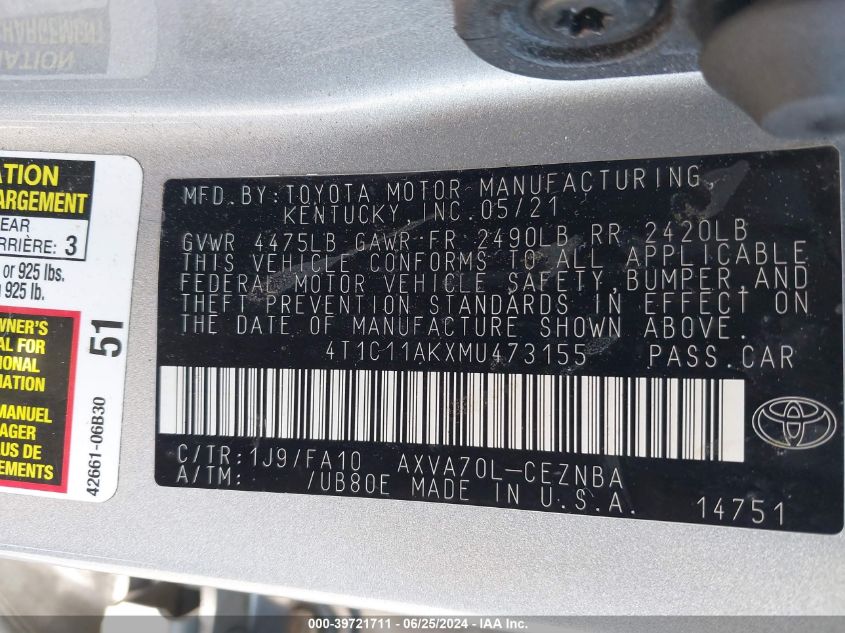 ATION
ARGEMENT
EAR
ARRIÈRE: 3
or 925 lbs.
925 lb.
WNER'S
AL FOR
IONAL
MATION
MANUEL
AGER
US DE
51
42661-06B30
MFD.BY:TOYOTA MOTOR MANUFACTURING,
KENTUCKY, INC.05/21
GVWR 4475LB GAWR FR 2490LB RR 2420LB
THIS VEHICLE CONFORMS TO ALL APPLICABLE
FEDERAL MOTOR VEHICLE SAFETY,BUMPER,AND
THEFT PREVENTION STANDARDS IN EFFECT ON
THE DATE OF MANUFACTURE SHOWN ABOVE.
4T1C11AKXMU473155 PASS.CAR
C/TR:1J9/FA10 AXVA70L-CEZNBA
A/TM: /UB80E MADE IN U.S.A.
14751
000-39721711 - 06/25/2024 - IAA Inc.